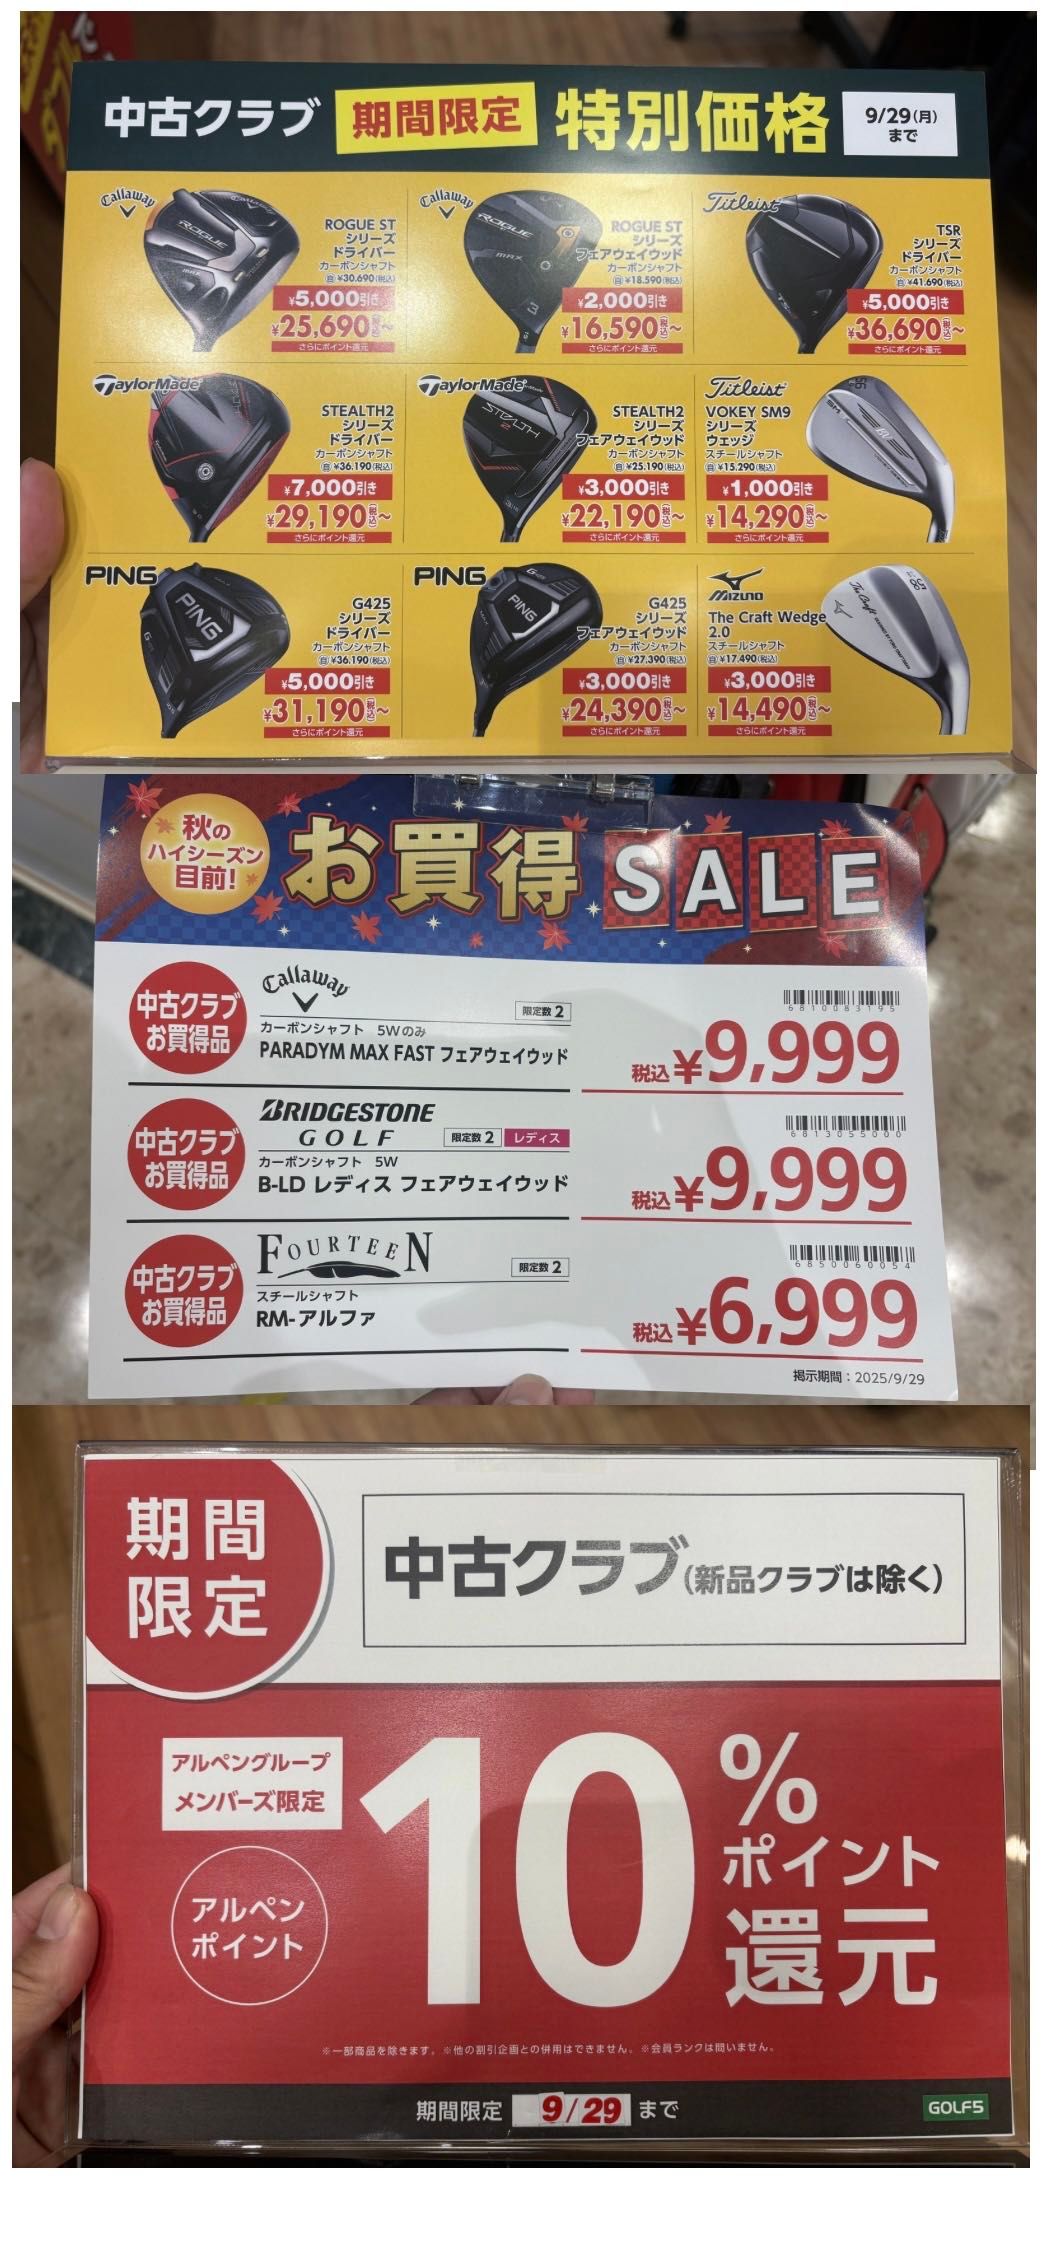 中古クラブ 期間限定 特別価格 9/29(月)まで
Callaway
ROGUE ST
シリーズ
ドライバー
カーボンシャフト
自 ¥30,690(税込)
¥5,000引き
¥25,690(税込)~
さらにポイント還元
Callaway
ROGUE ST
シリーズ
フェアウェイウッド
カーボンシャフト
自 ¥18,590(税込)
¥2,000引き
¥16,590(税込)~
さらにポイント還元
Titleist
TSR
シリーズ
ドライバー
カーボンシャフト
自 ¥41,690(税込)
¥5,000引き
¥36,690(税込)~
さらにポイント還元
TaylorMade
STEALTH2
シリーズ
ドライバー
カーボンシャフト
自 ¥36,190(税込)
¥7,000引き
¥29,190(税込)~
さらにポイント還元
TaylorMade
STEALTH2
シリーズ
フェアウェイウッド
カーボンシャフト
自 ¥25,190(税込)
¥3,000引き
¥22,190(税込)~
さらにポイント還元
Titleist
VOKEY SM9
シリーズ
ウェッジ
スチールシャフト
自 ¥15,290(税込)
¥1,000引き
¥14,290(税込)~
さらにポイント還元
PING
G425
シリーズ
ドライバー
カーボンシャフト
自 ¥36,190(税込)
¥5,000引き
¥31,190(税込)~
さらにポイント還元
PING
G425
シリーズ
フェアウェイウッド
カーボンシャフト
自 ¥27,390(税込)
¥3,000引き
¥24,390(税込)~
さらにポイント還元
MIZUNO
The Craft Wedge
2.0
スチールシャフト
自 ¥17,490(税込)
¥3,000引き
¥14,490(税込)~
さらにポイント還元
秋の
ハイシーズン
目前!
お買得 SALE
中古クラブ
お買得品
Callaway
限定数 2
カーボンシャフト 5Wのみ
PARADYM MAX FAST フェアウェイウッド
6810083195
税込 ¥9,999
中古クラブ
お買得品
BRIDGESTONE
GOLF
限定数 2 レディス
カーボンシャフト 5W
B-LD レディス フェアウェイウッド
6813055000
税込 ¥9,999
中古クラブ
お買得品
FOURTEEN
限定数 2
スチールシャフト
RM-アルファ
6850060054
税込 ¥6,999
掲示期間：2025/9/29
期間
限定
中古クラブ(新品クラブは除く)
アルペングループ
メンバーズ限定
アルペン
ポイント
10%
ポイント
還元
※一部商品を除きます。※他の割引企画との併用はできません。※会員ランクは問いません。
期間限定 9/29 まで
GOLF5